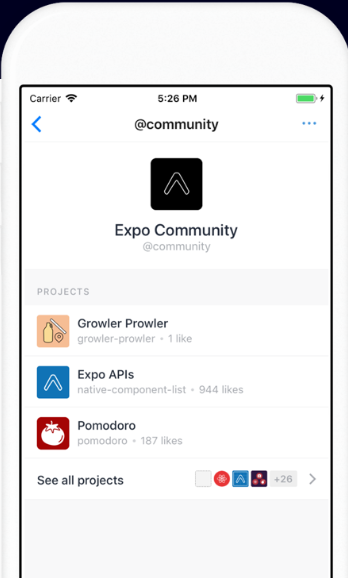 Carrier 5:26 PM
@community
Expo Community
@community
PROJECTS
Growler Prowler
growler-prowler • 1 like
Expo APIs
native-component-list • 944 likes
Pomodoro
pomodoro • 187 likes
See all projects +26